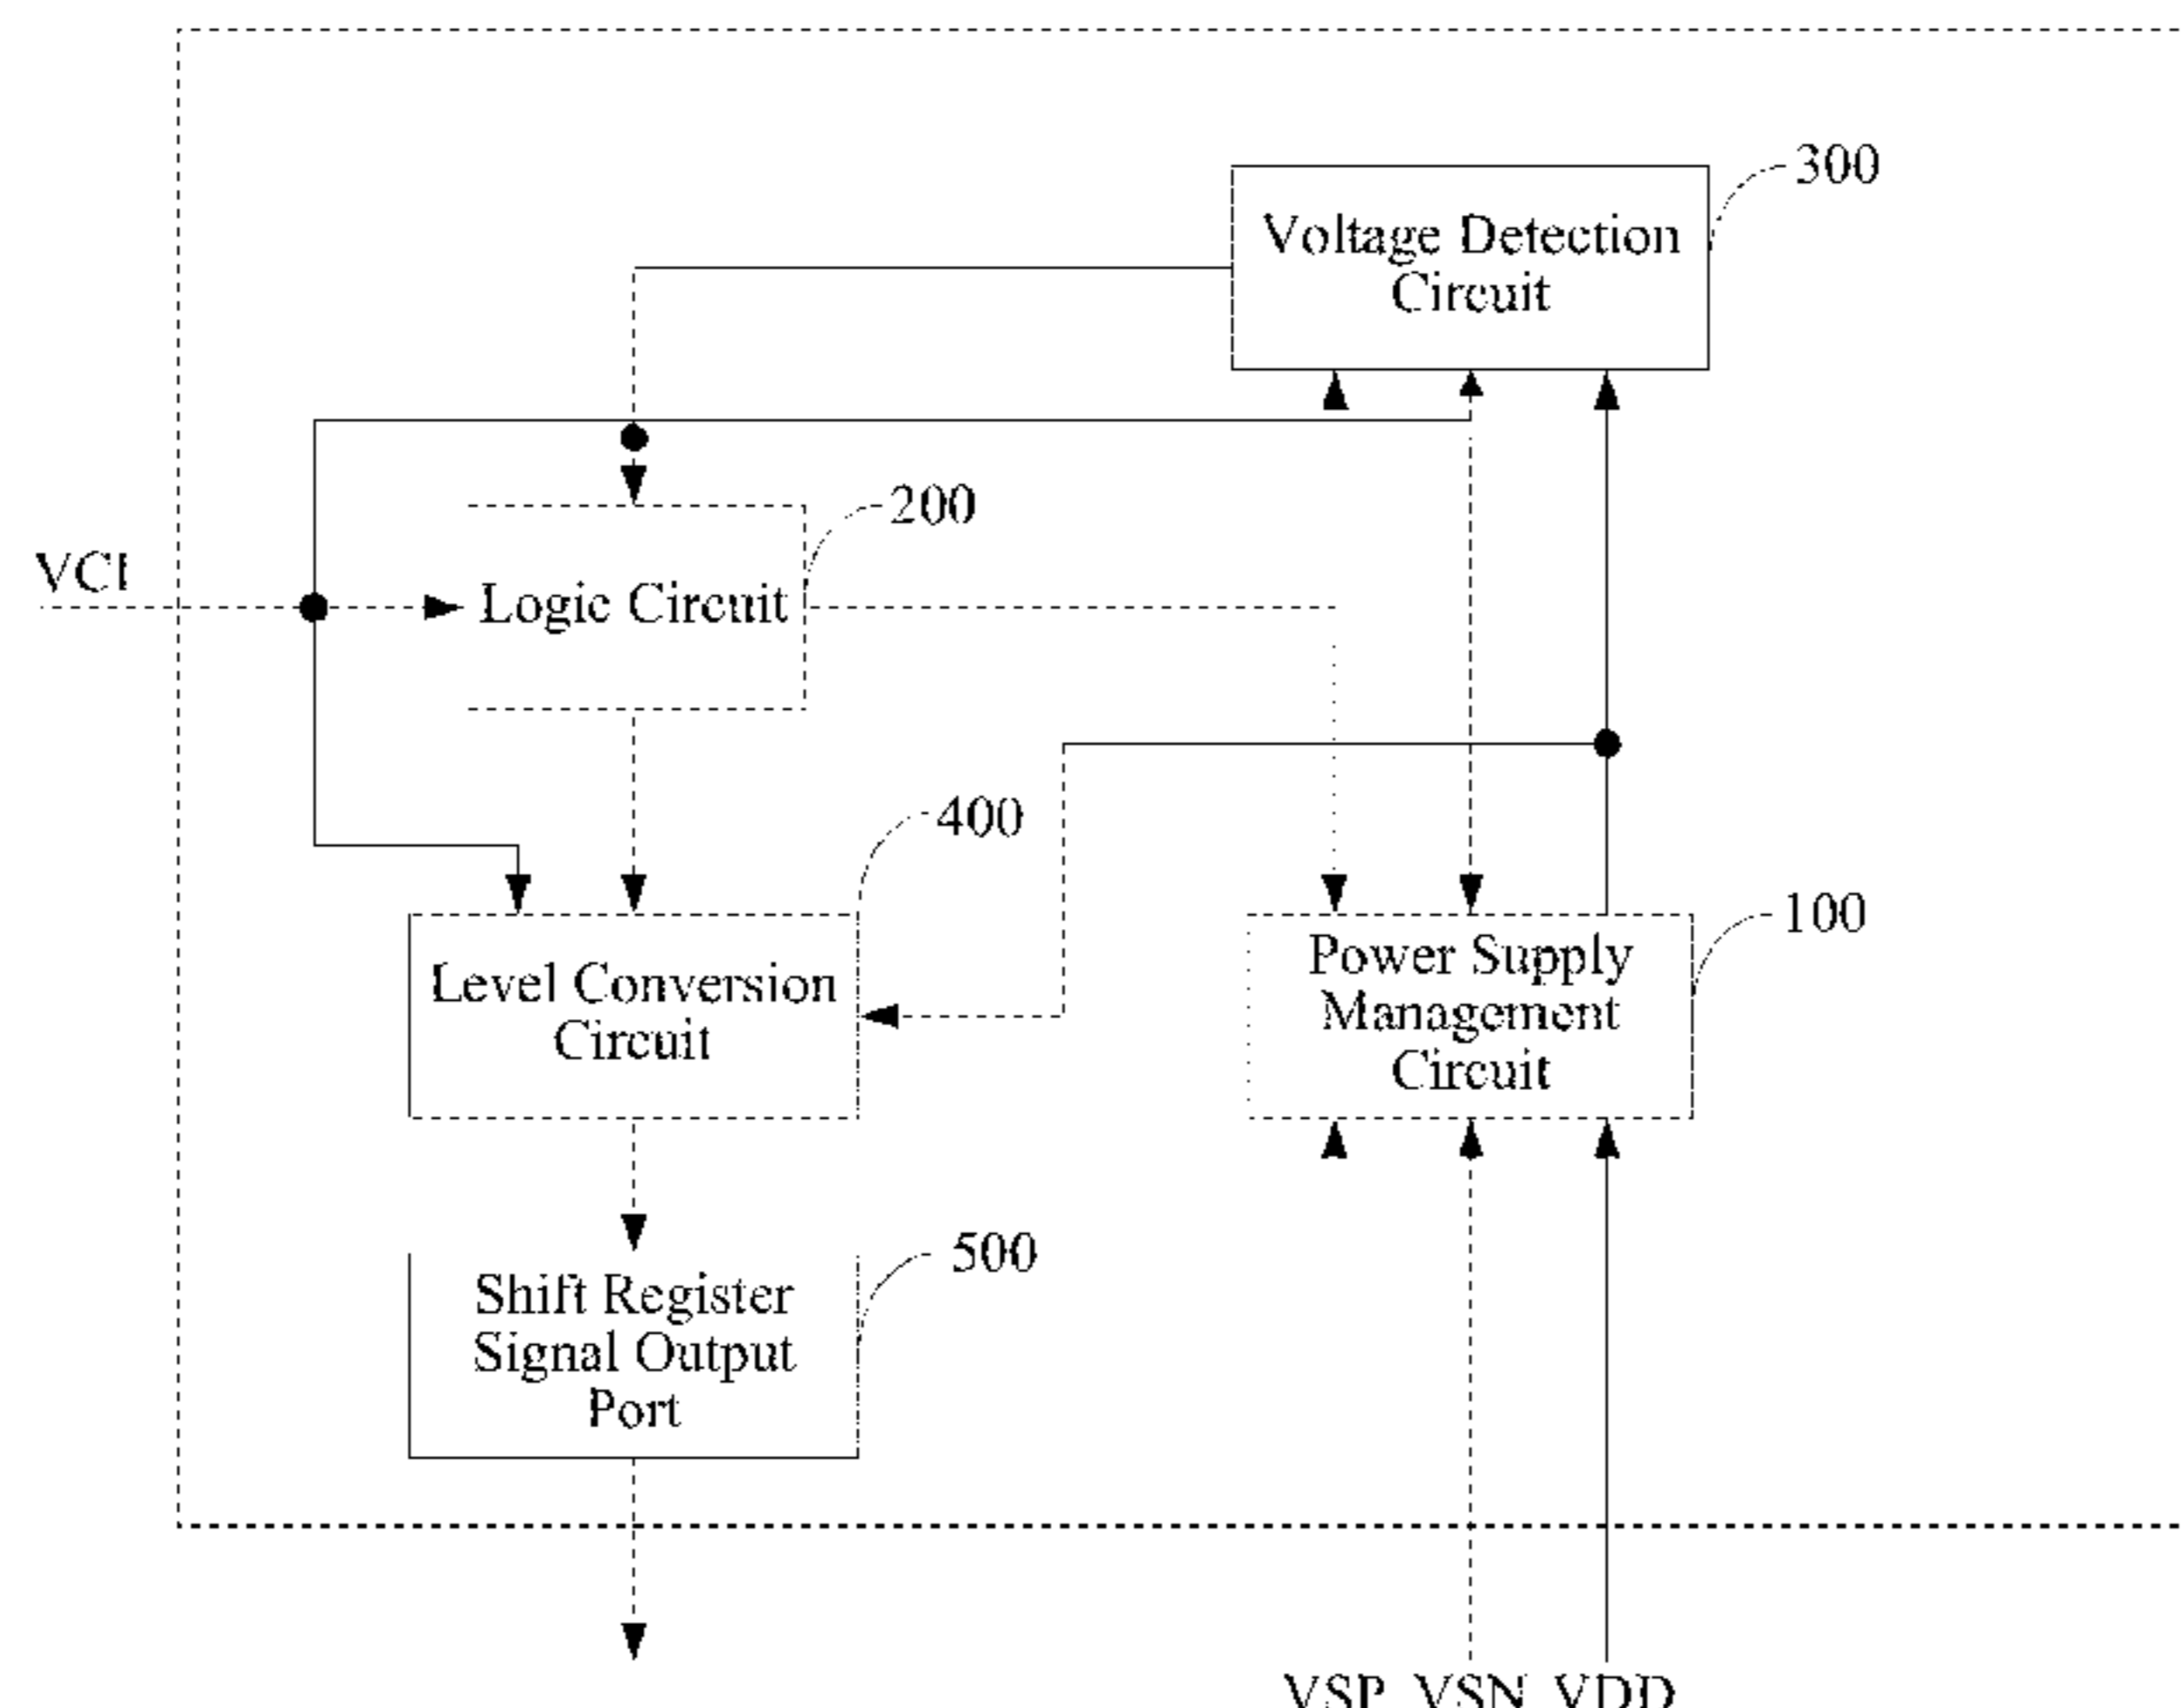 300
Voltage Detection
Circuit
200
VCI
Logic Circuit
400
100
Power Supply
Management
Circuit
Level Conversion
Circuit
500
Shift Register
Signal Output
Port
VSP VSN VDD